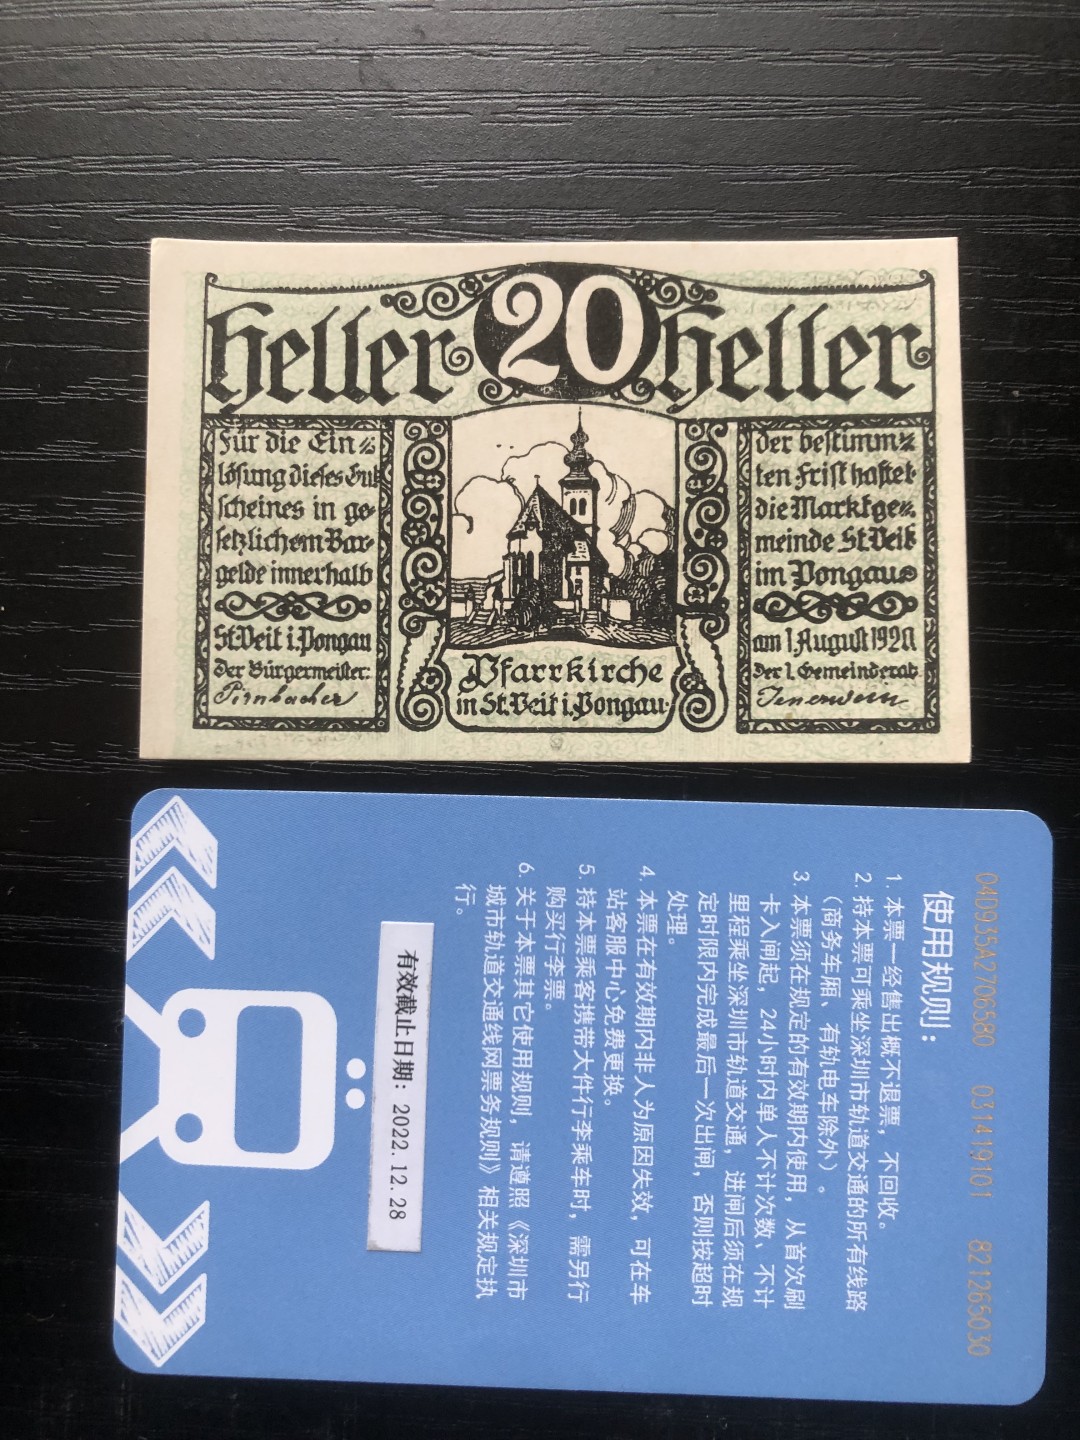 Heller 20 Heller
Für die Ein=
lösung dieses Gut
scheines in ge-
setzlichem Bar-
gelde innerhalb
St. Veit i. Pongau
Der Bürgermeister:
Pirnbacher
Pfarrkirche
in St. Veit i. Pongau.
der bestimm=
ten Frist haftet
die Marktge=
meinde St. Veit
im Pongau
am 1. August 1920
Der 1. Gemeinderat:
04D935A2706580 031419101 821265030
使用规则：
1. 本票一经售出概不退票，不回收。
2. 持本票可乘坐深圳市轨道交通的所有线路
（商务车厢、有轨电车除外）。
3. 本票须在规定的有效期内使用，从首次刷
卡入闸起，24小时内单人不计次数、不计
里程乘坐深圳市轨道交通，进闸后须在规
定时限内完成最后一次出闸，否则按超时
处理。
4. 本票在有效期内非人为原因失效，可在车
站客服中心免费更换。
5. 持本票乘客携带大件行李乘车时，需另行
购买行李票。
6. 关于本票其它使用规则，请遵照《深圳市
城市轨道交通线网票务规则》相关规定执
行。
有效截止日期：2022.12.28